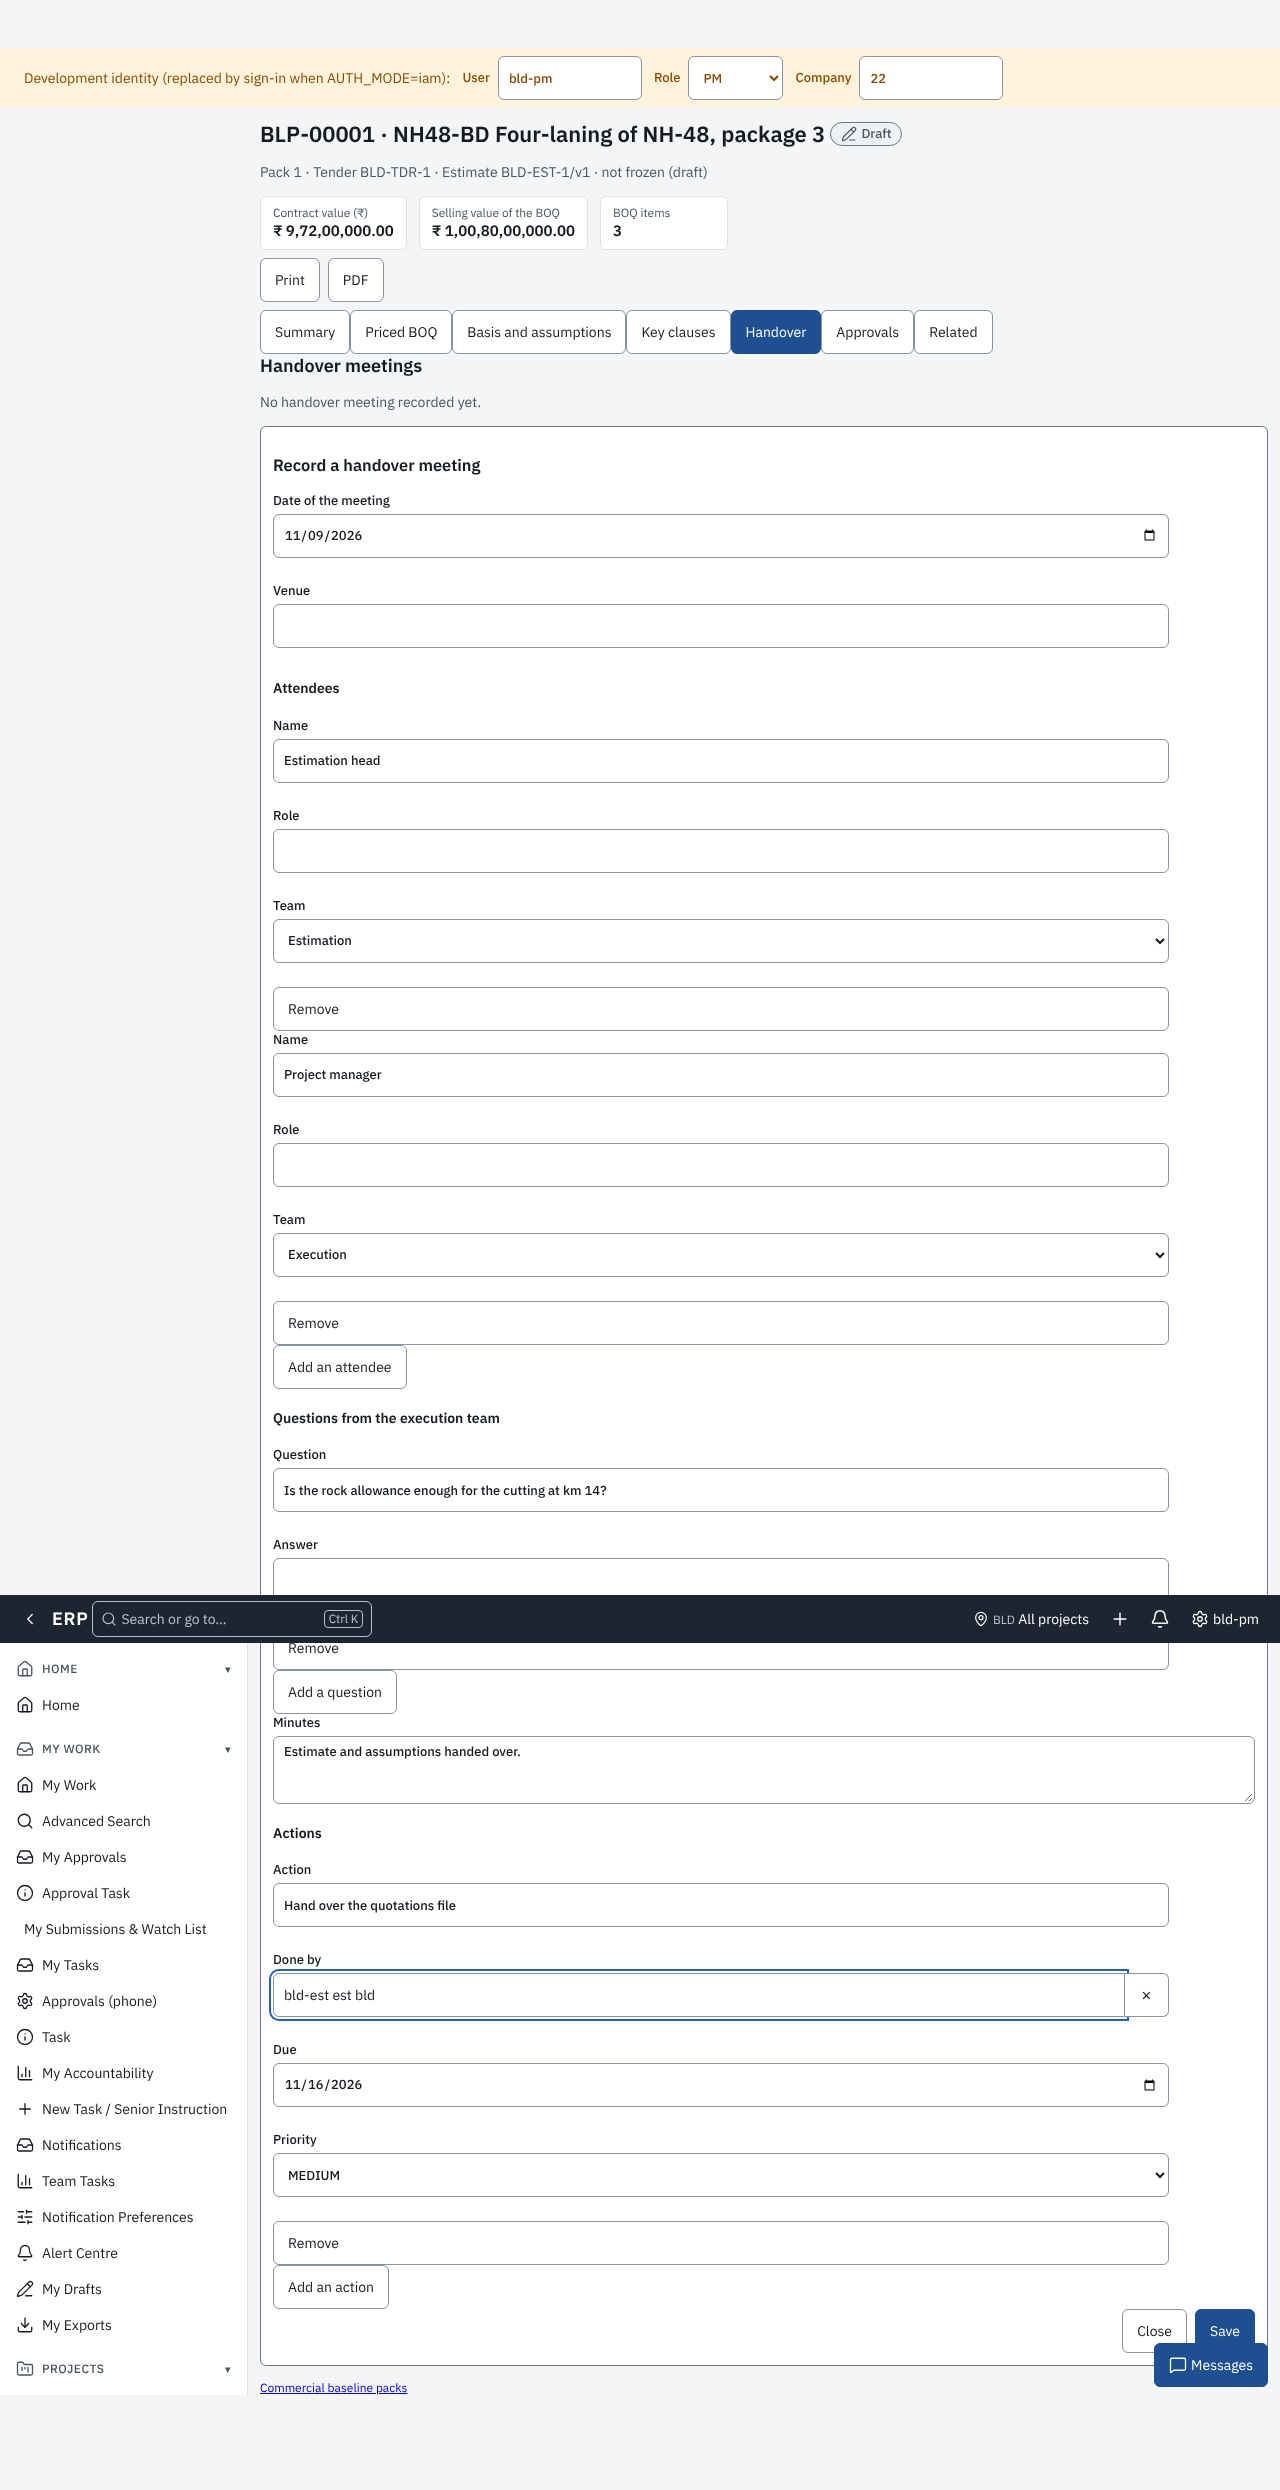 Development identity (replaced by sign-in when AUTH_MODE=iam): User bld-pm Role PM Company 22
BLP-00001 · NH48-BD Four-laning of NH-48, package 3 Draft
Pack 1 · Tender BLD-TDR-1 · Estimate BLD-EST-1/v1 · not frozen (draft)
Contract value (₹) Selling value of the BOQ BOQ items
₹ 9,72,00,000.00 ₹ 1,00,80,00,000.00 3
Print PDF
Summary Priced BOQ Basis and assumptions Key clauses Handover Approvals Related
Handover meetings
No handover meeting recorded yet.
Record a handover meeting
Date of the meeting
11/09/2026
Venue
Attendees
Name
Estimation head
Role
Team
Estimation
Remove
Name
Project manager
Role
Team
Execution
Remove
Add an attendee
Questions from the execution team
Question
Is the rock allowance enough for the cutting at km 14?
Answer
ERP Search or go to... Ctrl K BLD All projects bld-pm
Remove
Add a question
Minutes
Estimate and assumptions handed over.
Actions
Action
Hand over the quotations file
Done by
bld-est est bld ×
Due
11/16/2026
Priority
MEDIUM
Remove
Add an action
Close Save
Messages
Commercial baseline packs
HOME
Home
MY WORK
My Work
Advanced Search
My Approvals
Approval Task
My Submissions & Watch List
My Tasks
Approvals (phone)
Task
My Accountability
New Task / Senior Instruction
Notifications
Team Tasks
Notification Preferences
Alert Centre
My Drafts
My Exports
PROJECTS